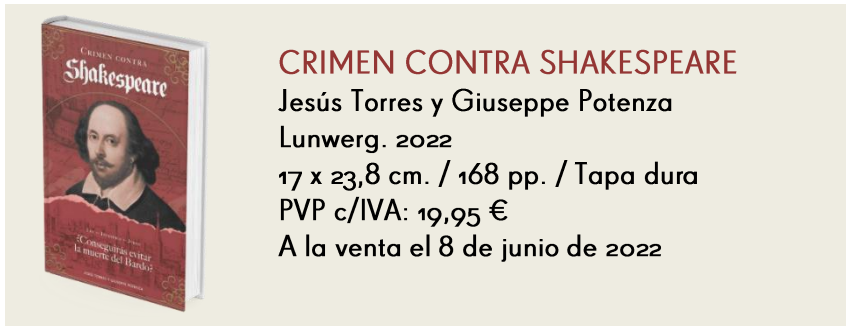 CRIMEN CONTRA
Shakespeare
¿Conseguirás evitar
la muerte del Bardo?
CRIMEN CONTRA SHAKESPEARE
Jesús Torres y Giuseppe Potenza
Lunwerg. 2022
17 x 23,8 cm. / 168 pp. / Tapa dura
PVP c/IVA: 19,95 €
A la venta el 8 de junio de 2022